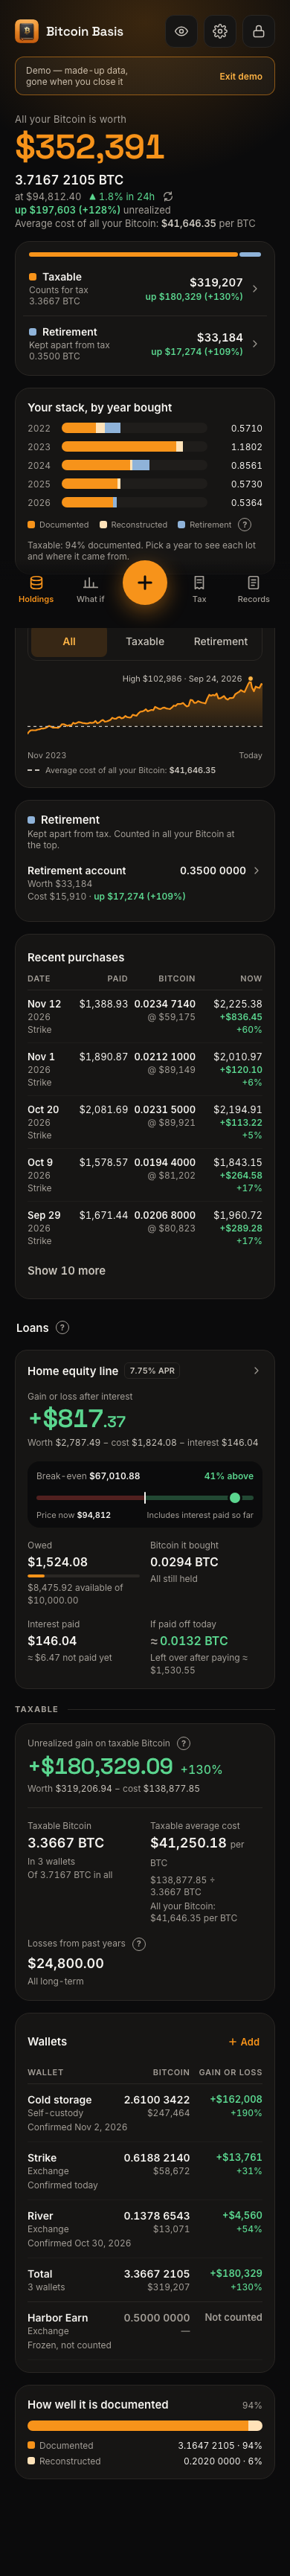 Bitcoin Basis
Demo — made-up data,
gone when you close it
Exit demo
All your Bitcoin is worth
$352,391
3.7167 2105 BTC
at $94,812.40 ▲ 1.8% in 24h
up $197,603 (+128%) unrealized
Average cost of all your Bitcoin: $41,646.35 per BTC
Taxable
Counts for tax
3.3667 BTC
$319,207
up $180,329 (+130%)
Retirement
Kept apart from tax
0.3500 BTC
$33,184
up $17,274 (+109%)
Your stack, by year bought
2022 0.5710
2023 1.1802
2024 0.8561
2025 0.5730
2026 0.5364
Documented Reconstructed Retirement ?
Taxable: 94% documented. Pick a year to see each lot
and where it came from.
Holdings What if + Tax Records
All Taxable Retirement
High $102,986 · Sep 24, 2026
Nov 2023 Today
Average cost of all your Bitcoin: $41,646.35
Retirement
Kept apart from tax. Counted in all your Bitcoin at
the top.
Retirement account 0.3500 0000
Worth $33,184
Cost $15,910 · up $17,274 (+109%)
Recent purchases
DATE PAID BITCOIN NOW
Nov 12 $1,388.93 0.0234 7140 $2,225.38
2026 @ $59,175 +$836.45
Strike +60%
Nov 1 $1,890.87 0.0212 1000 $2,010.97
2026 @ $89,149 +$120.10
Strike +6%
Oct 20 $2,081.69 0.0231 5000 $2,194.91
2026 @ $89,921 +$113.22
Strike +5%
Oct 9 $1,578.57 0.0194 4000 $1,843.15
2026 @ $81,202 +$264.58
Strike +17%
Sep 29 $1,671.44 0.0206 8000 $1,960.72
2026 @ $80,823 +$289.28
Strike +17%
Show 10 more
Loans ?
Home equity line 7.75% APR
Gain or loss after interest
+$817.37
Worth $2,787.49 − cost $1,824.08 − interest $146.04
Break-even $67,010.88 41% above
Price now $94,812 Includes interest paid so far
Owed
$1,524.08
$8,475.92 available of
$10,000.00
Bitcoin it bought
0.0294 BTC
All still held
Interest paid
$146.04
≈ $6.47 not paid yet
If paid off today
≈ 0.0132 BTC
Left over after paying ≈
$1,530.55
TAXABLE
Unrealized gain on taxable Bitcoin ?
+$180,329.09 +130%
Worth $319,206.94 − cost $138,877.85
Taxable Bitcoin
3.3667 BTC
In 3 wallets
Of 3.7167 BTC in all
Taxable average cost
$41,250.18 per
BTC
$138,877.85 ÷
3.3667 BTC
All your Bitcoin:
$41,646.35 per BTC
Losses from past years ?
$24,800.00
All long-term
Wallets + Add
WALLET BITCOIN GAIN OR LOSS
Cold storage 2.6100 3422 +$162,008
Self-custody $247,464 +190%
Confirmed Nov 2, 2026
Strike 0.6188 2140 +$13,761
Exchange $58,672 +31%
Confirmed today
River 0.1378 6543 +$4,560
Exchange $13,071 +54%
Confirmed Oct 30, 2026
Total 3.3667 2105 +$180,329
3 wallets $319,207 +130%
Harbor Earn 0.5000 0000 Not counted
Exchange —
Frozen, not counted
How well it is documented 94%
Documented 3.1647 2105 · 94%
Reconstructed 0.2020 0000 · 6%